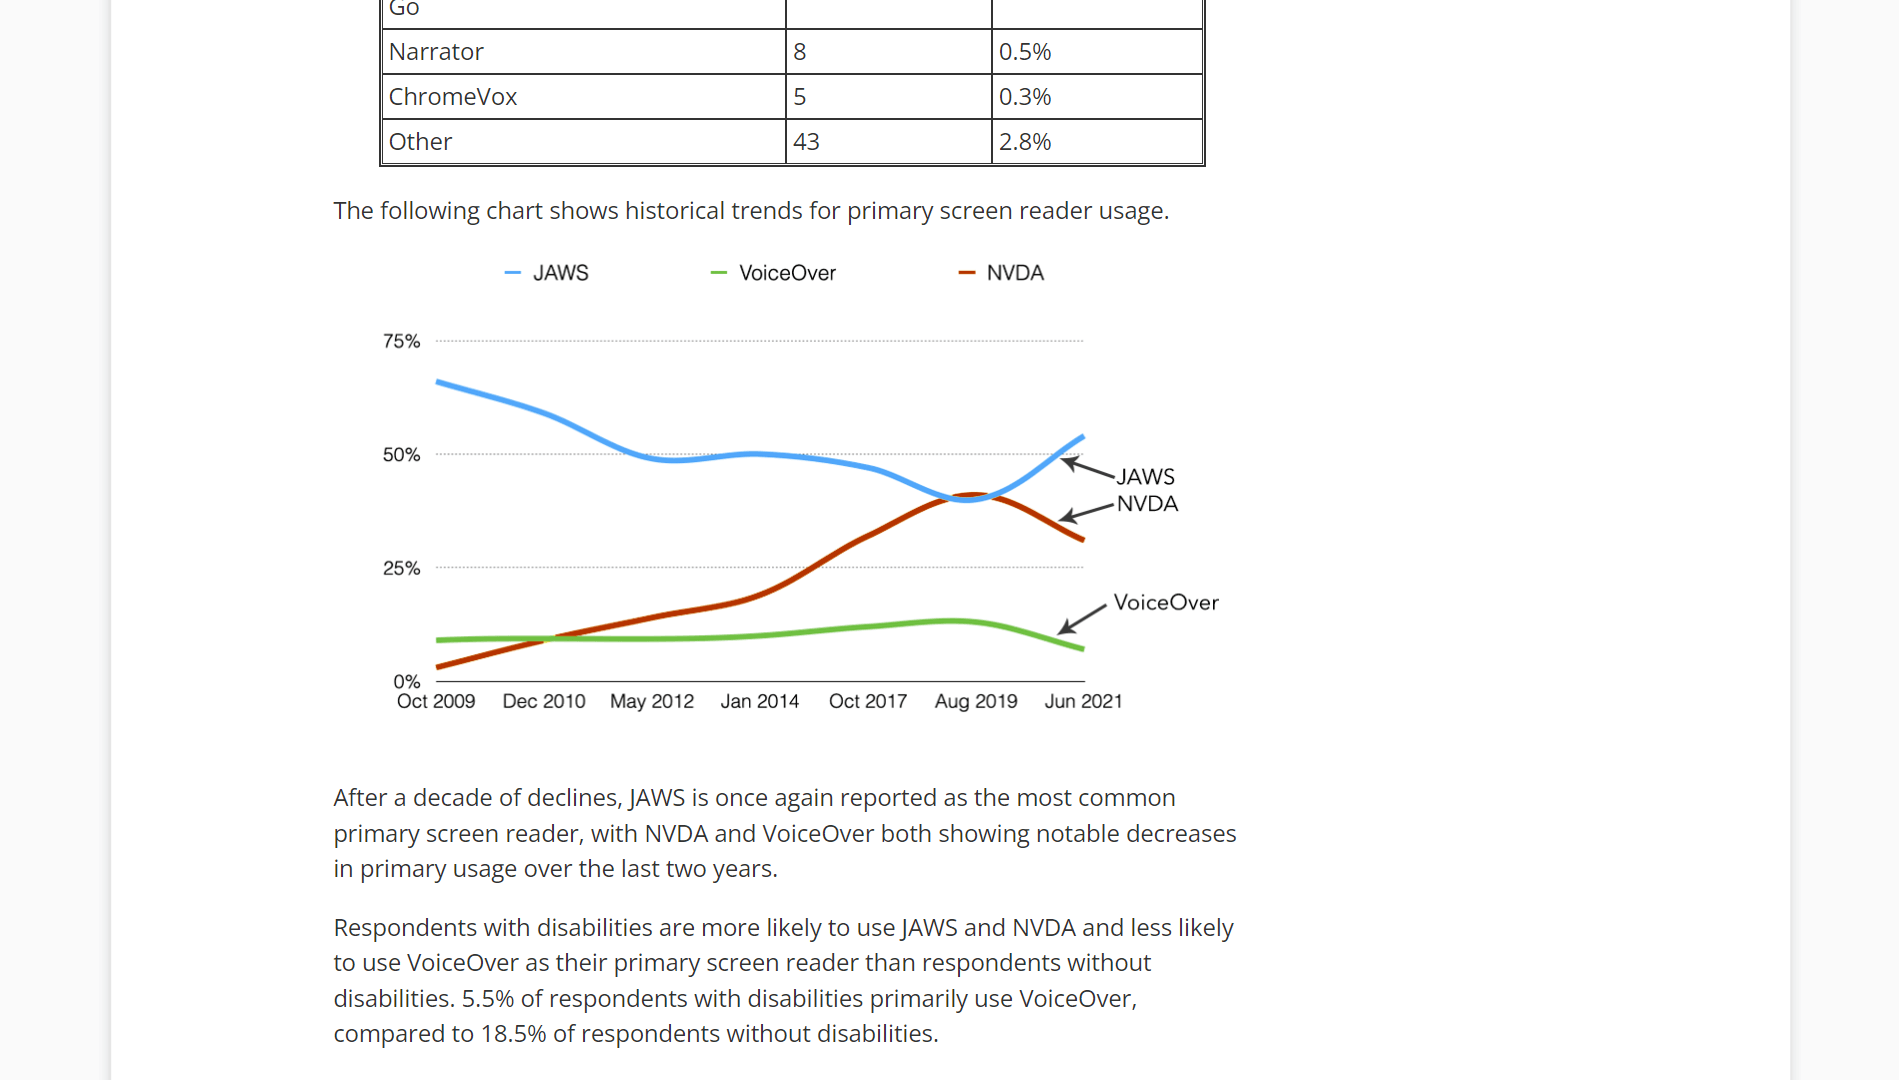 Go
Narrator 8 0.5%
ChromeVox 5 0.3%
Other 43 2.8%
The following chart shows historical trends for primary screen reader usage.
JAWS VoiceOver NVDA
75%
50%
JAWS
NVDA
25%
VoiceOver
0%
Oct 2009 Dec 2010 May 2012 Jan 2014 Oct 2017 Aug 2019 Jun 2021
After a decade of declines, JAWS is once again reported as the most common
primary screen reader, with NVDA and VoiceOver both showing notable decreases
in primary usage over the last two years.
Respondents with disabilities are more likely to use JAWS and NVDA and less likely
to use VoiceOver as their primary screen reader than respondents without
disabilities. 5.5% of respondents with disabilities primarily use VoiceOver,
compared to 18.5% of respondents without disabilities.